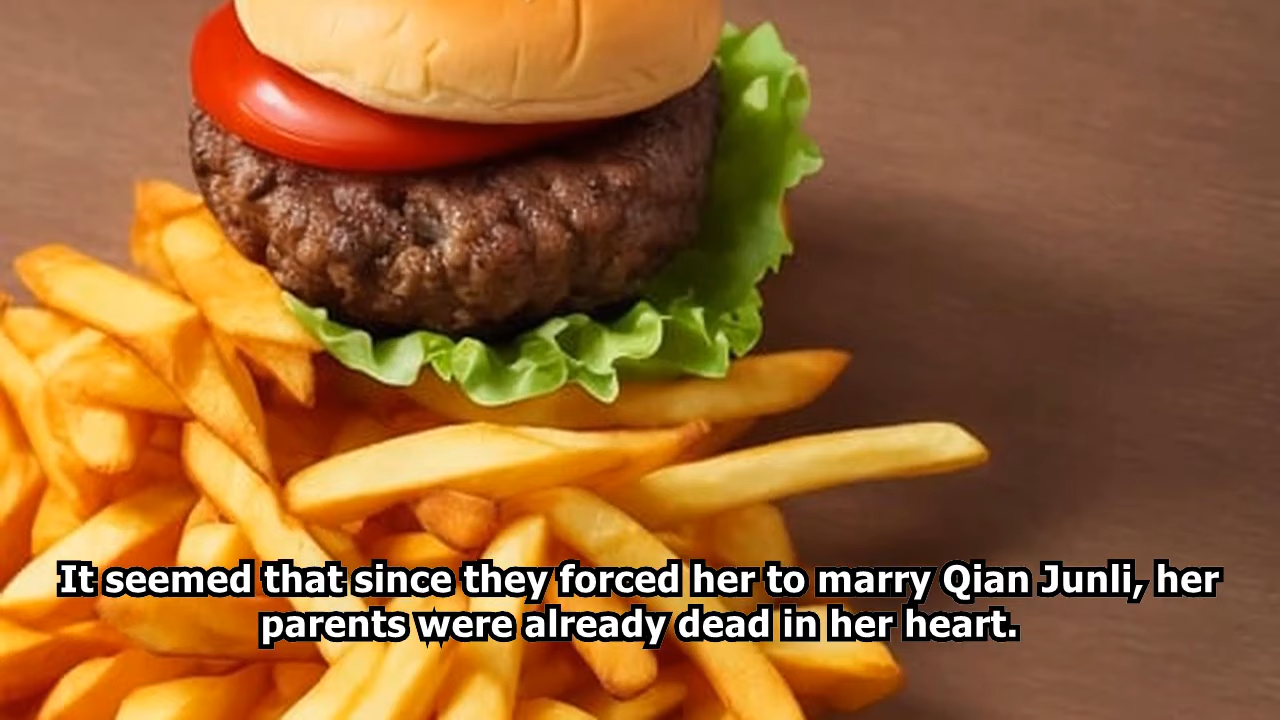 It seemed that since they forced her to marry Qian Junli, her
parents were already dead in her heart.